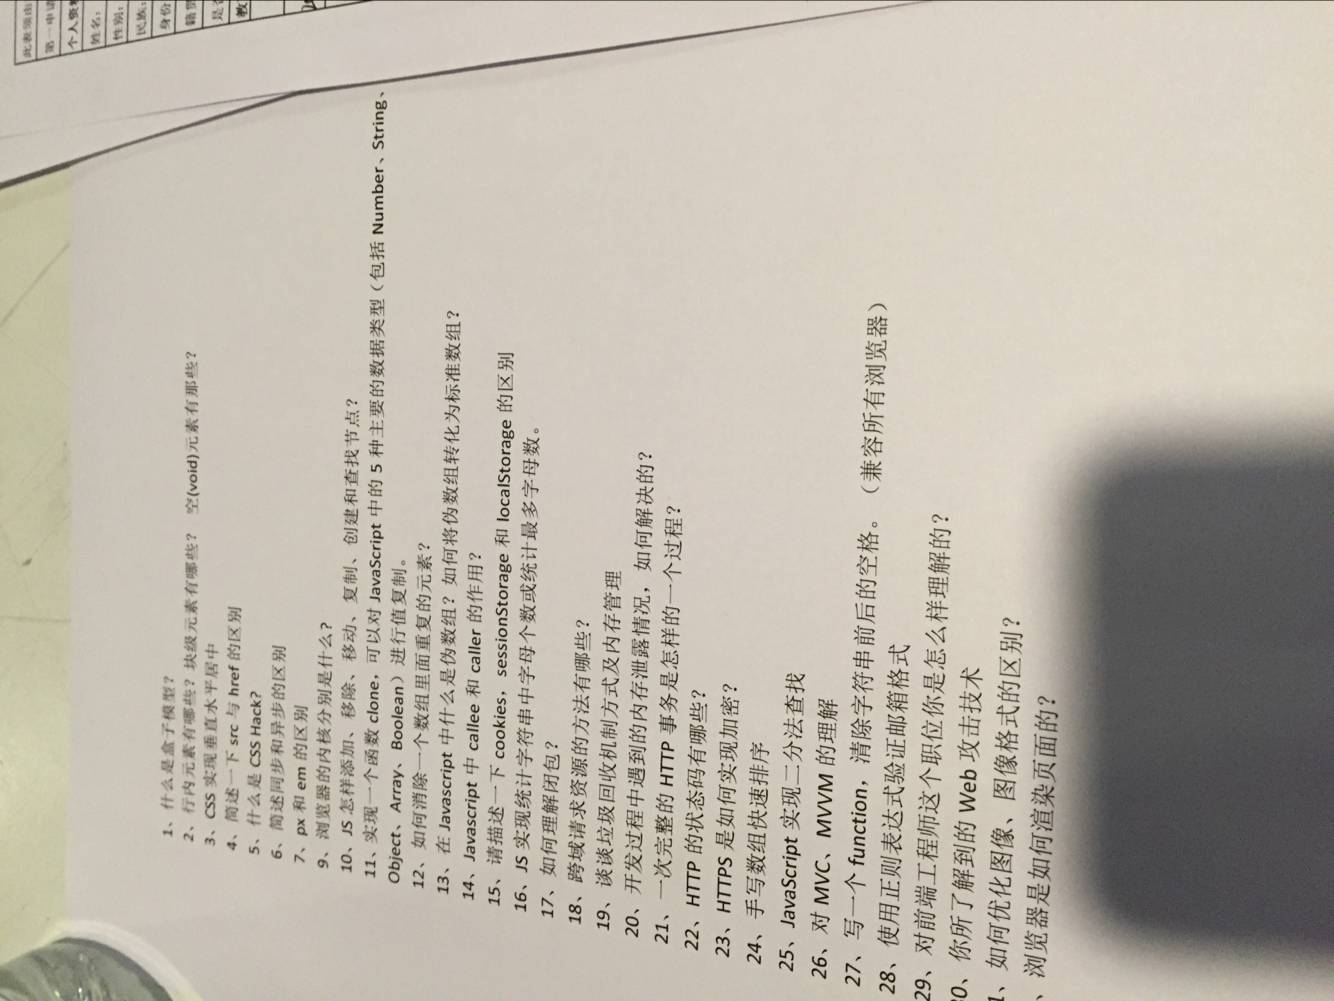 1、什么是盒子模型？
2、行内元素有哪些？块级元素有哪些？ 空(void)元素有那些？
3、CSS 实现垂直水平居中
4、简述一下 src 与 href 的区别
5、什么是 CSS Hack?
6、简述同步和异步的区别
7、px 和 em 的区别
9、浏览器的内核分别是什么?
10、JS 怎样添加、移除、移动、复制、创建和查找节点？
11、实现一个函数 clone，可以对 JavaScript 中的 5 种主要的数据类型（包括 Number、String、
Object、Array、Boolean）进行值复制。
12、如何消除一个数组里面重复的元素？
13、在 Javascript 中什么是伪数组？如何将伪数组转化为标准数组？
14、Javascript 中 callee 和 caller 的作用？
15、请描述一下 cookies，sessionStorage 和 localStorage 的区别
16、JS 实现统计字符串中字母个数或统计最多字母数。
17、如何理解闭包？
18、跨域请求资源的方法有哪些？
19、谈谈垃圾回收机制方式及内存管理
20、开发过程中遇到的内存泄露情况，如何解决的？
21、一次完整的 HTTP 事务是怎样的一个过程？
22、HTTP 的状态码有哪些？
23、HTTPS 是如何实现加密？
24、手写数组快速排序
25、JavaScript 实现二分法查找
26、对 MVC、MVVM 的理解
27、写一个 function，清除字符串前后的空格。（兼容所有浏览器）
28、使用正则表达式验证邮箱格式
29、对前端工程师这个职位你是怎么样理解的？
0、你所了解到的 Web 攻击技术
1、如何优化图像、图像格式的区别？
、浏览器是如何渲染页面的？
此表须由
第一申请
个人资料
姓名：
性别：
民族：
身份
籍贯
是否
教